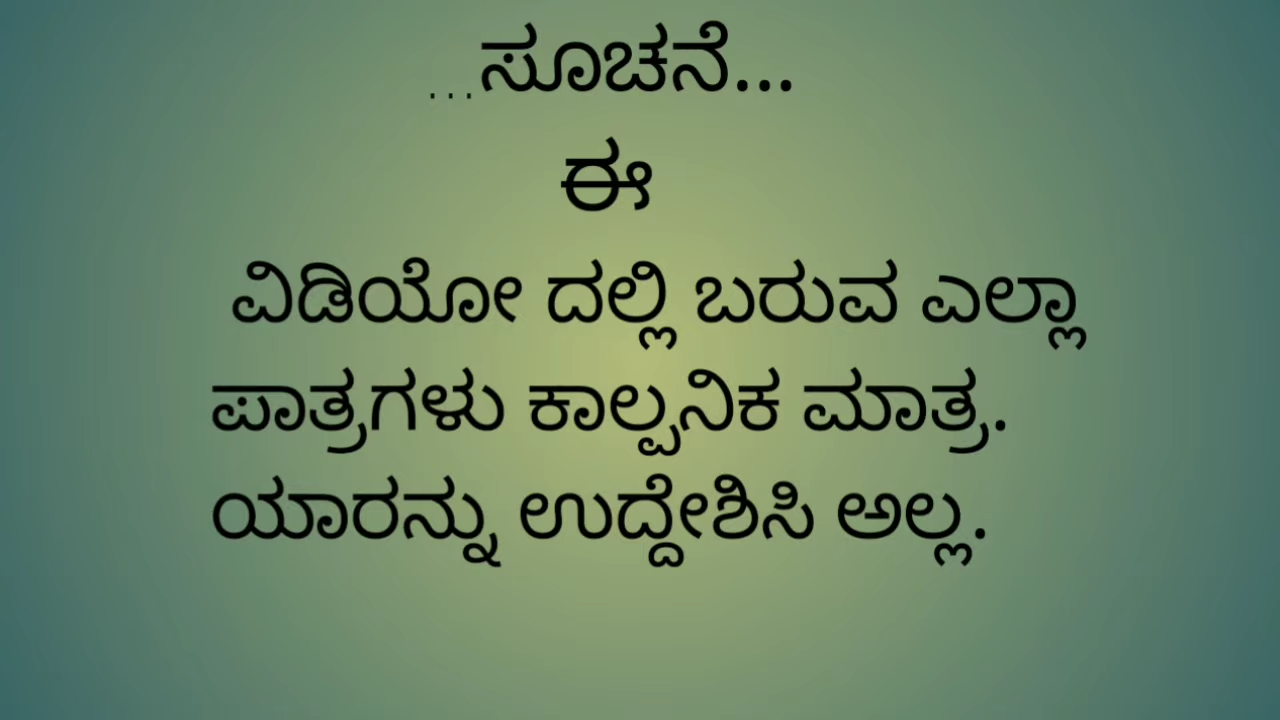 ...ಸೂಚನೆ...
ಈ
ವಿಡಿಯೋ ದಲ್ಲಿ ಬರುವ ಎಲ್ಲಾ
ಪಾತ್ರಗಳು ಕಾಲ್ಪನಿಕ ಮಾತ್ರ.
ಯಾರನ್ನು ಉದ್ದೇಶಿಸಿ ಅಲ್ಲ.